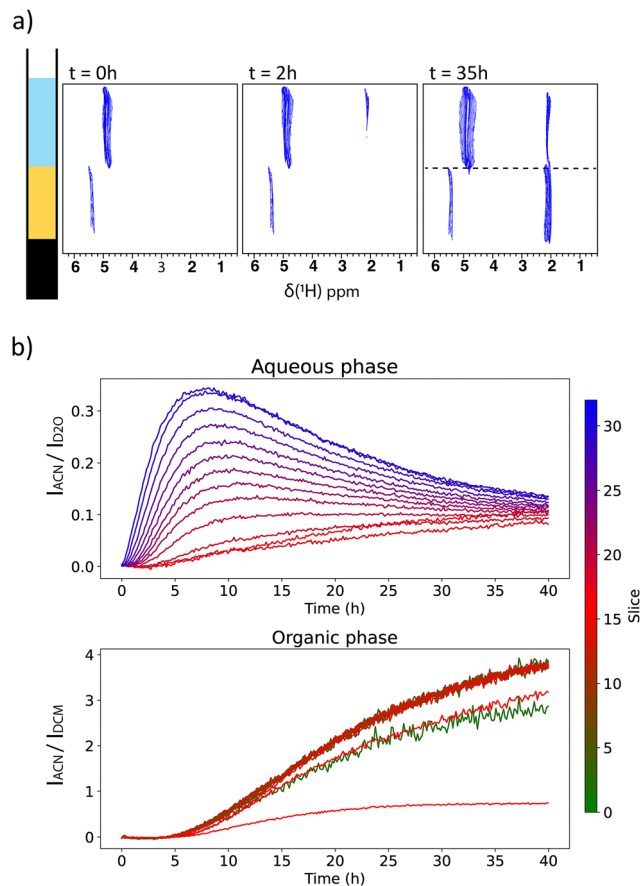 a)
t = 0h
t = 2h
t = 35h
6 5 4 3 2 1 6 5 4 3 2 1 6 5 4 3 2 1
δ(¹H) ppm
b)
Aqueous phase
I_ACN / I_D2O
0.3
0.2
0.1
0.0
0 5 10 15 20 25 30 35 40
Time (h)
Organic phase
I_ACN / I_DCM
4
3
2
1
0
0 5 10 15 20 25 30 35 40
Time (h)
30
25
20
15
10
5
0
Slice